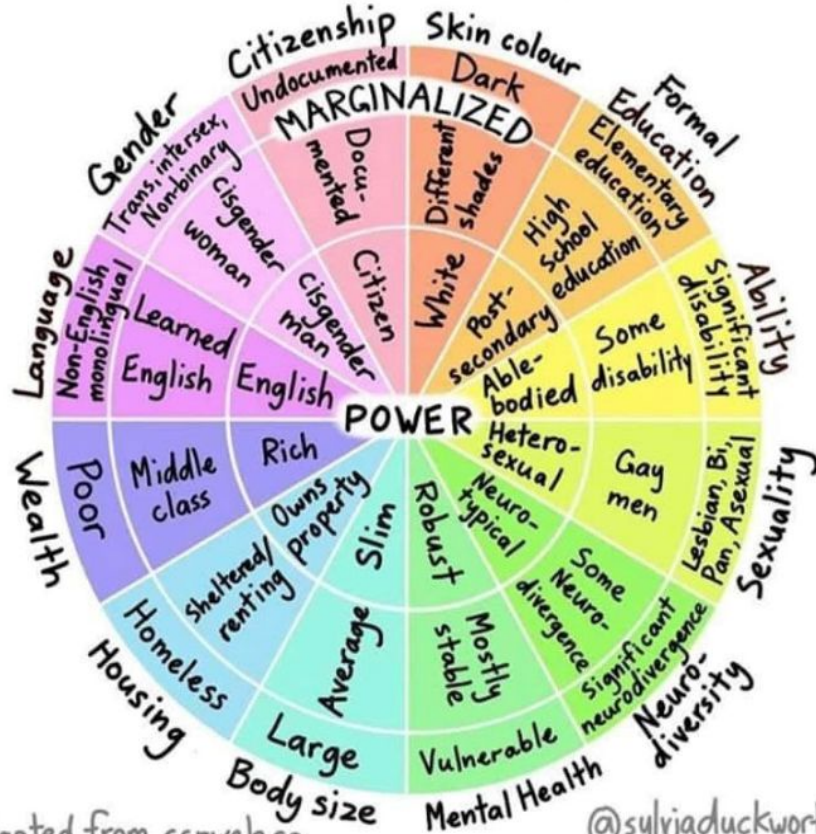 Citizenship
Undocumented
Docu-
mented
Citizen
Skin colour
Dark
Different
shades
White
Formal
Education
Elementary
education
High
School
education
Post-
secondary
Ability
Significant
disability
Some
disability
Able-
bodied
Sexuality
Lesbian, Bi,
Pan, Asexual
Gay
men
Hetero-
sexual
Neuro-
diversity
Significant
neurodivergence
Some
Neuro-
divergence
Neuro-
typical
Mental Health
Vulnerable
Mostly
stable
Robust
Body size
Large
Average
Slim
Housing
Homeless
Sheltered/
renting
Owns
property
Wealth
Poor
Middle
class
Rich
Language
Non-English
monolingual
Learned
English
English
Gender
Trans, intersex,
Non-binary
cisgender
woman
cisgender
man
MARGINALIZED
POWER
@sylviaduckwor